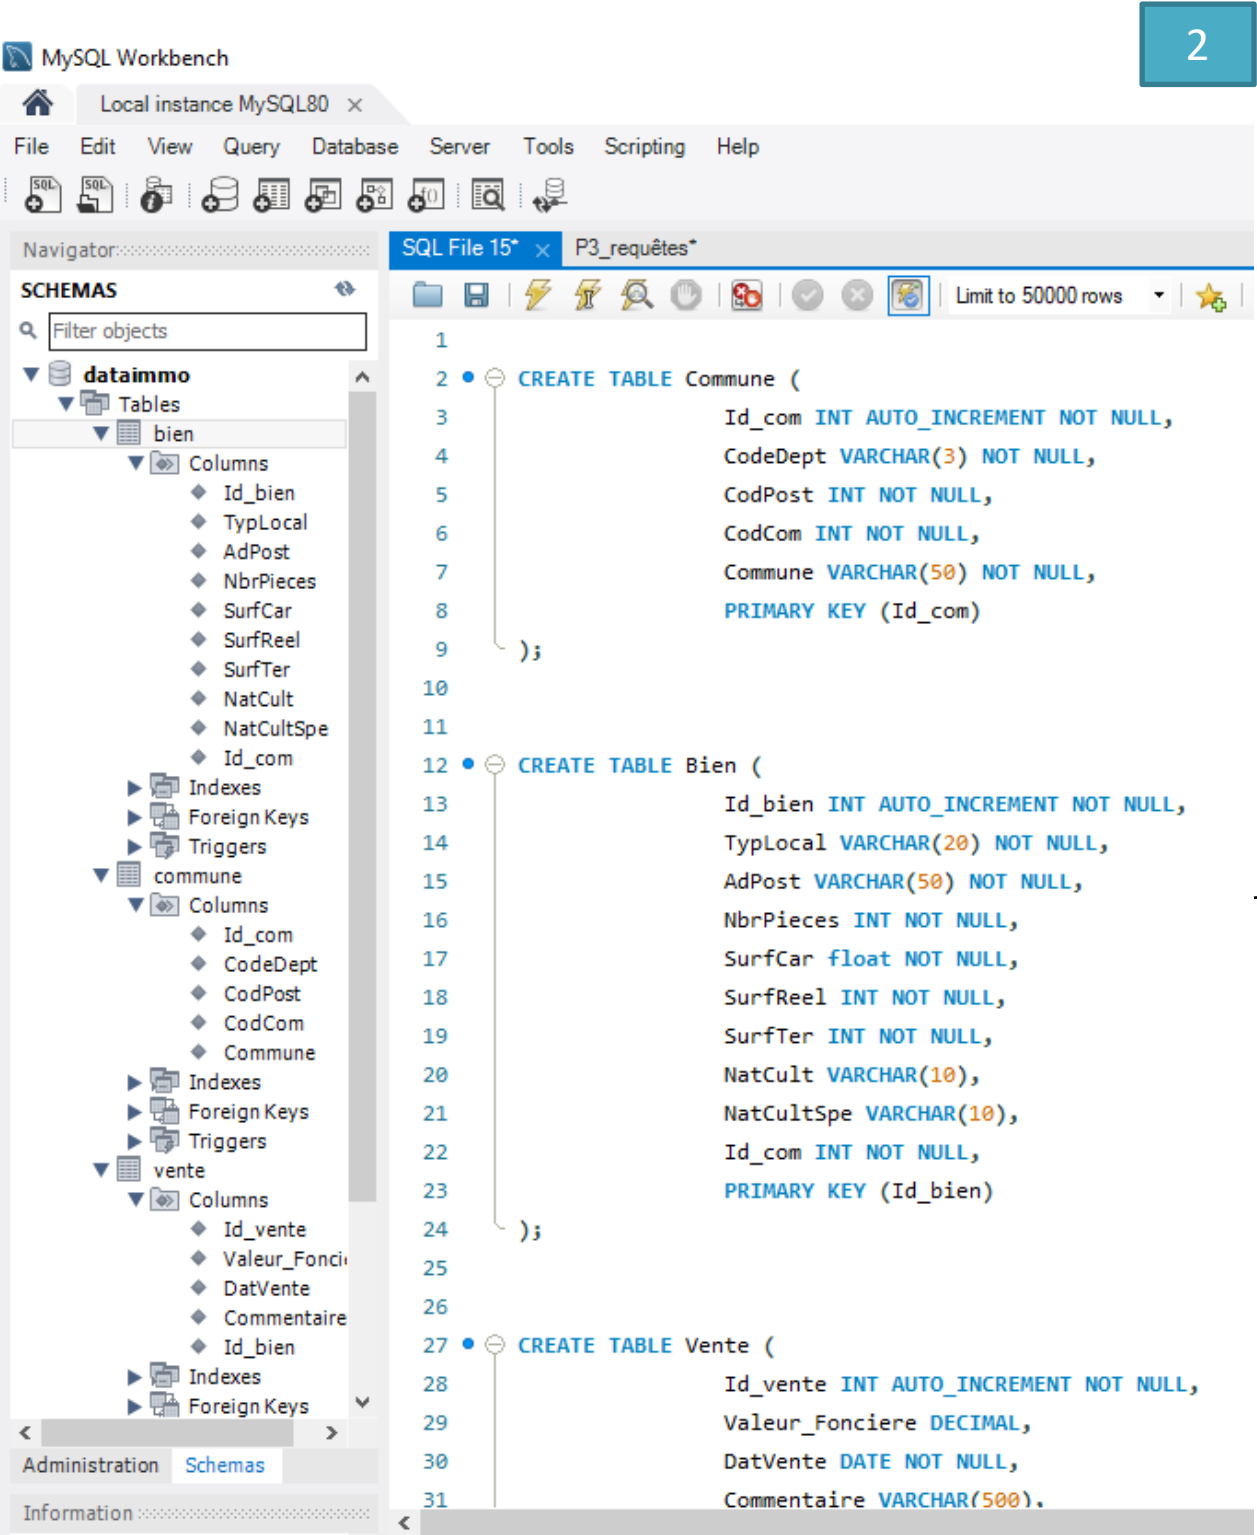 2
MySQL Workbench
Local instance MySQL80
File Edit View Query Database Server Tools Scripting Help
SQL SQL
Navigator
SCHEMAS
Filter objects
dataimmo
Tables
bien
Columns
Id_bien
TypLocal
AdPost
NbrPieces
SurfCar
SurfReel
SurfTer
NatCult
NatCultSpe
Id_com
Indexes
Foreign Keys
Triggers
commune
Columns
Id_com
CodeDept
CodPost
CodCom
Commune
Indexes
Foreign Keys
Triggers
vente
Columns
Id_vente
Valeur_Fonci
DatVente
Commentaire
Id_bien
Indexes
Foreign Keys
Administration Schemas
Information
SQL File 15* P3_requêtes*
Limit to 50000 rows
1
2 CREATE TABLE Commune (
3 Id_com INT AUTO_INCREMENT NOT NULL,
4 CodeDept VARCHAR(3) NOT NULL,
5 CodPost INT NOT NULL,
6 CodCom INT NOT NULL,
7 Commune VARCHAR(50) NOT NULL,
8 PRIMARY KEY (Id_com)
9 );
10
11
12 CREATE TABLE Bien (
13 Id_bien INT AUTO_INCREMENT NOT NULL,
14 TypLocal VARCHAR(20) NOT NULL,
15 AdPost VARCHAR(50) NOT NULL,
16 NbrPieces INT NOT NULL,
17 SurfCar float NOT NULL,
18 SurfReel INT NOT NULL,
19 SurfTer INT NOT NULL,
20 NatCult VARCHAR(10),
21 NatCultSpe VARCHAR(10),
22 Id_com INT NOT NULL,
23 PRIMARY KEY (Id_bien)
24 );
25
26
27 CREATE TABLE Vente (
28 Id_vente INT AUTO_INCREMENT NOT NULL,
29 Valeur_Fonciere DECIMAL,
30 DatVente DATE NOT NULL,
31 Commentaire VARCHAR(500),